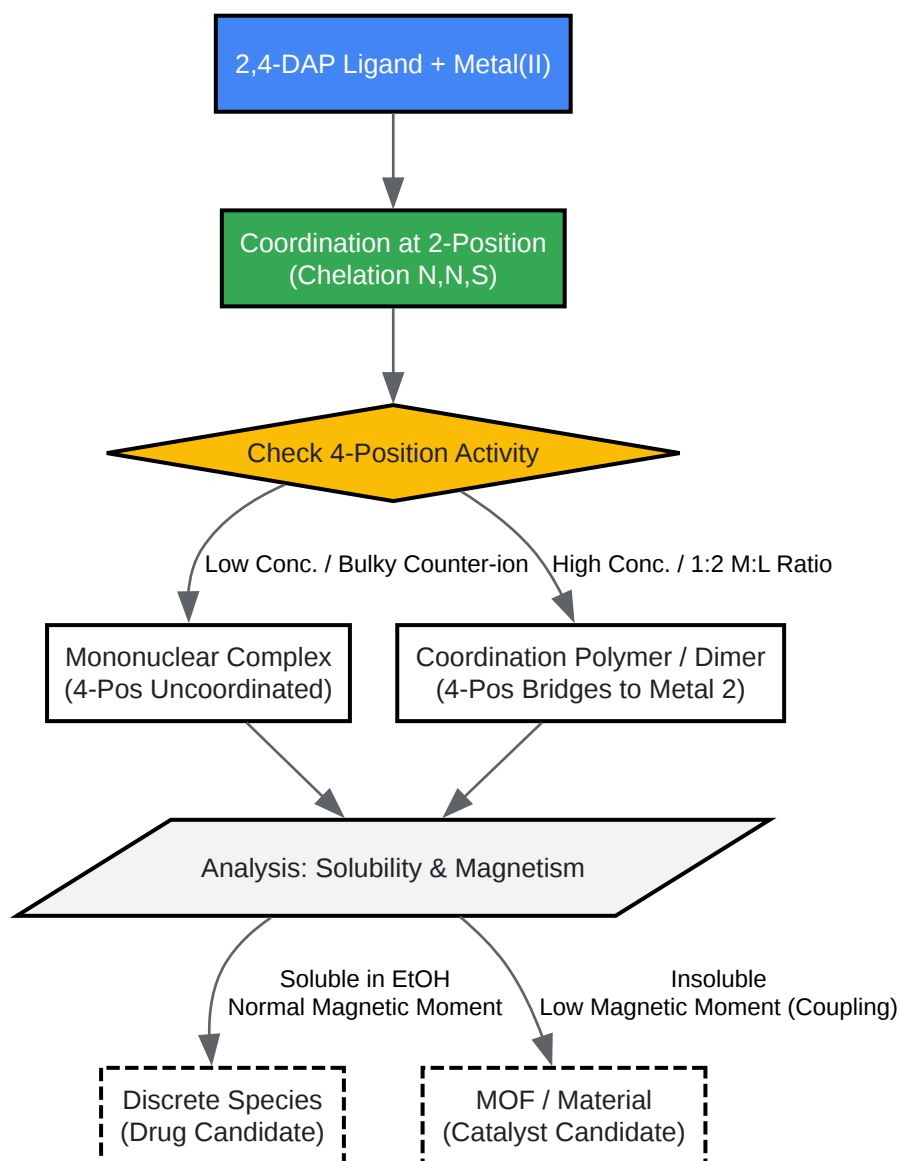 2,4-DAP Ligand + Metal(II)
Coordination at 2-Position
(Chelation N,N,S)
Check 4-Position Activity
Low Conc. / Bulky Counter-ion
High Conc. / 1:2 M:L Ratio
Mononuclear Complex
(4-Pos Uncoordinated)
Coordination Polymer / Dimer
(4-Pos Bridges to Metal 2)
Analysis: Solubility & Magnetism
Soluble in EtOH
Normal Magnetic Moment
Insoluble
Low Magnetic Moment (Coupling)
Discrete Species
(Drug Candidate)
MOF / Material
(Catalyst Candidate)